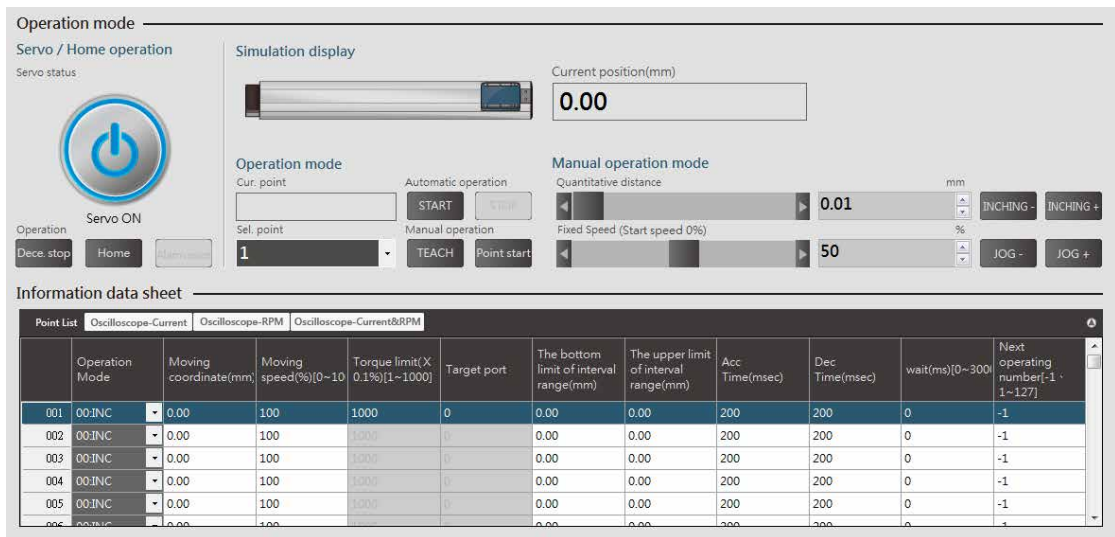 Operation mode
Servo / Home operation
Servo status
Servo ON
Operation
Dece. stop Home
Simulation display
Current position(mm)
0.00
Operation mode
Cur. point Automatic operation
START STOP
Sel. point Manual operation
1 TEACH Point start
Manual operation mode
Quantitative distance mm
0.01 INCHING - INCHING +
Fixed Speed (Start speed 0%) %
50 JOG - JOG +
Information data sheet
Point List Oscilloscope-Current Oscilloscope-RPM Oscilloscope-Current&RPM
Operation Mode Moving coordinate(mm) Moving speed(%)[0~10 Torque limit(X 0.1%)[1~1000] Target port The bottom limit of interval range(mm) The upper limit of interval range(mm) Acc Time(msec) Dec Time(msec) wait(ms)[0~300 Next operating number[-1、1~127]
001 00:INC 0.00 100 1000 0 0.00 0.00 200 200 0 -1
002 00:INC 0.00 100 1000 0 0.00 0.00 200 200 0 -1
003 00:INC 0.00 100 1000 0 0.00 0.00 200 200 0 -1
004 00:INC 0.00 100 1000 0 0.00 0.00 200 200 0 -1
005 00:INC 0.00 100 1000 0 0.00 0.00 200 200 0 -1